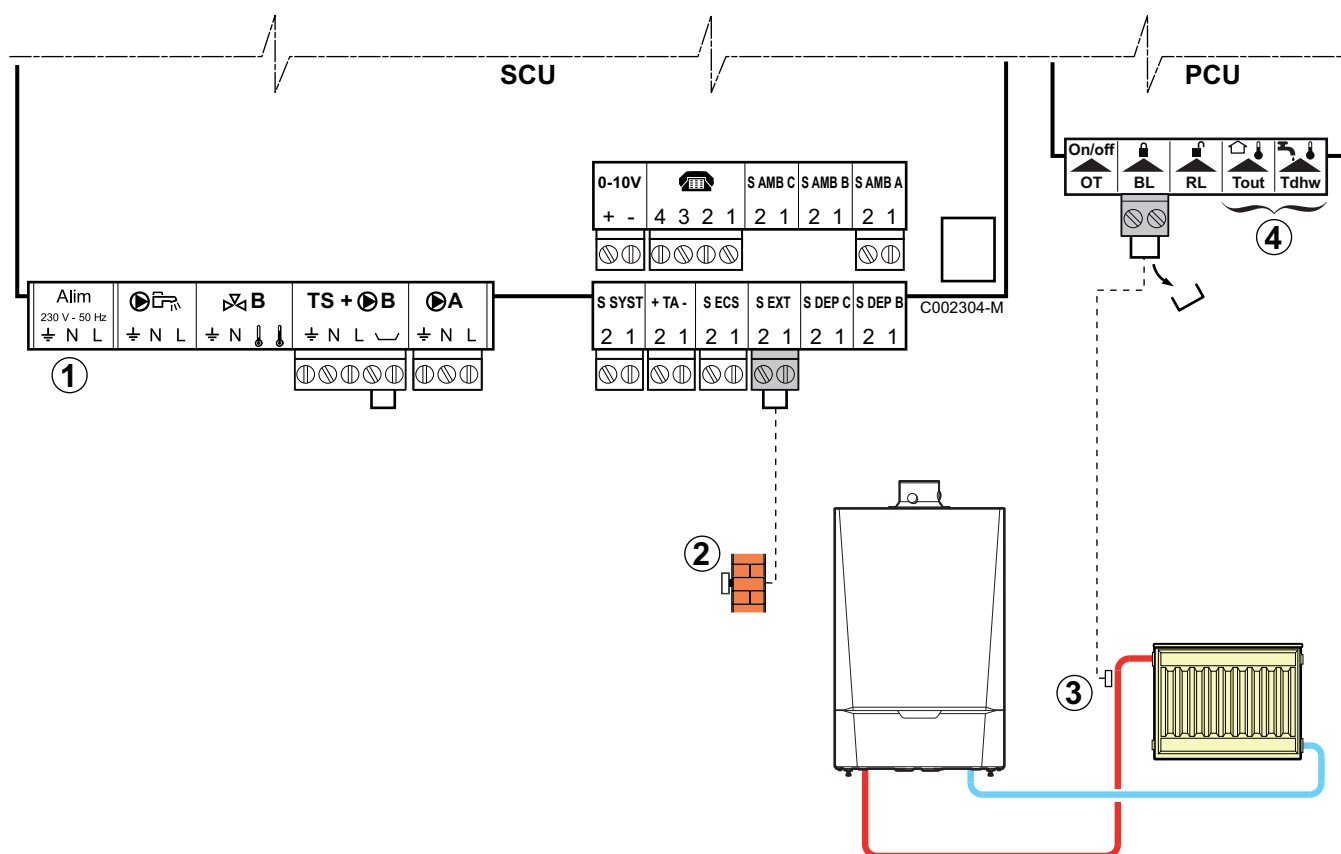 SCU
PCU
On/off
OT BL RL Tout Tdhw
4
0-10V S AMB C S AMB B S AMB A
+ - 4 3 2 1 2 1 2 1 2 1
C002304-M
Alim
230 V - 50 Hz
N L
N L
B
N
TS + B
N L
A
N L
S SYST + TA - S ECS S EXT S DEP C S DEP B
2 1 2 1 2 1 2 1 2 1 2 1
1
2
3